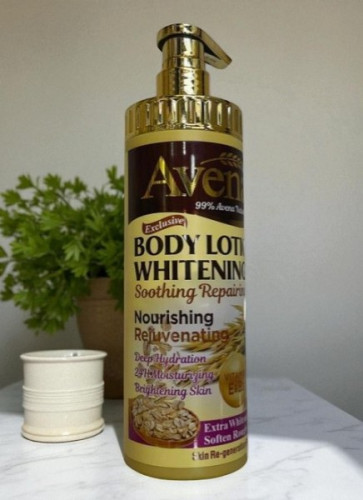 Aven
99% Avena
Exclusive
BODY LOTI
WHITENING
Soothing Repairin
Nourishing
Rejuvenating
Deep Hydration
24H Moisturizing
Brightening Skin
Extra Whit
Soften Rou
Skin Re-gener